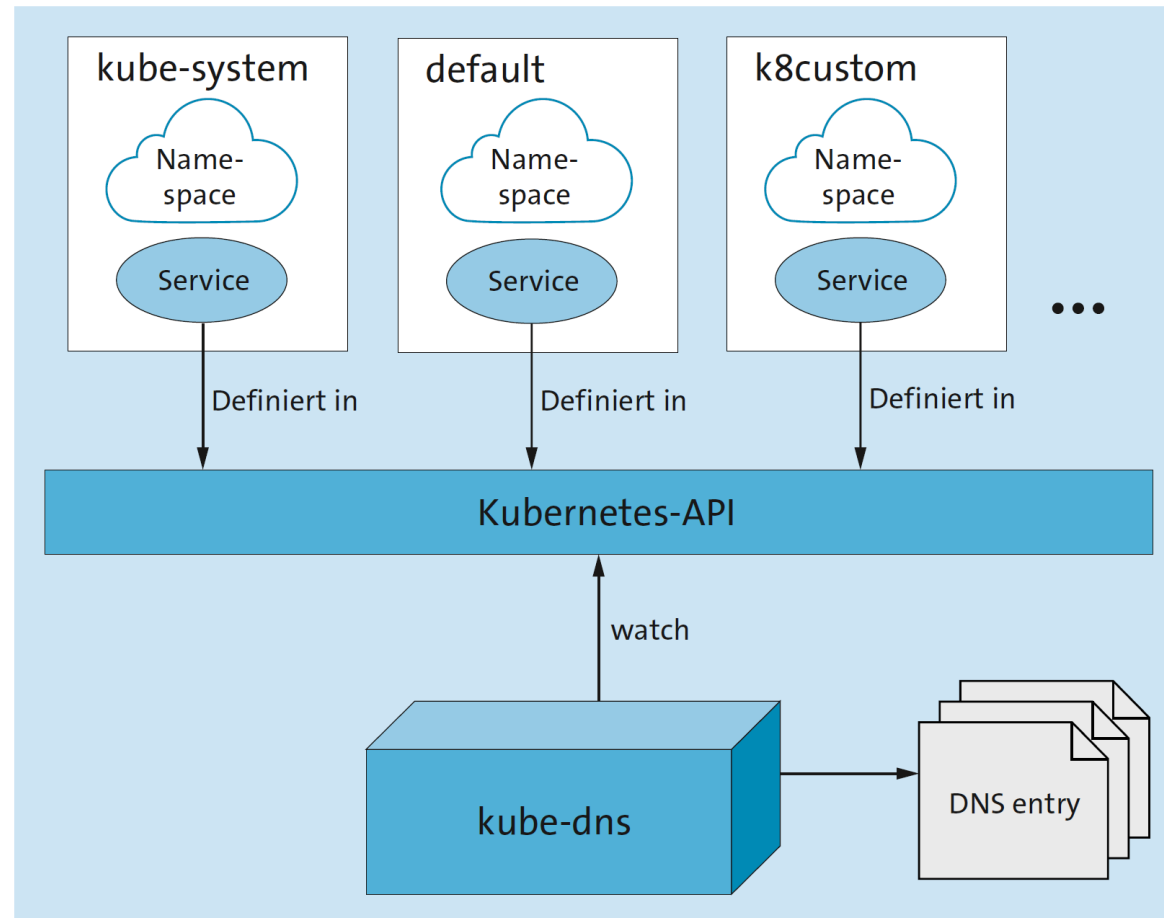 kube-system
default
k8custom
Name-
space
Name-
space
Name-
space
Service
Service
Service
...
Definiert in
Definiert in
Definiert in
Kubernetes-API
watch
kube-dns
DNS entry